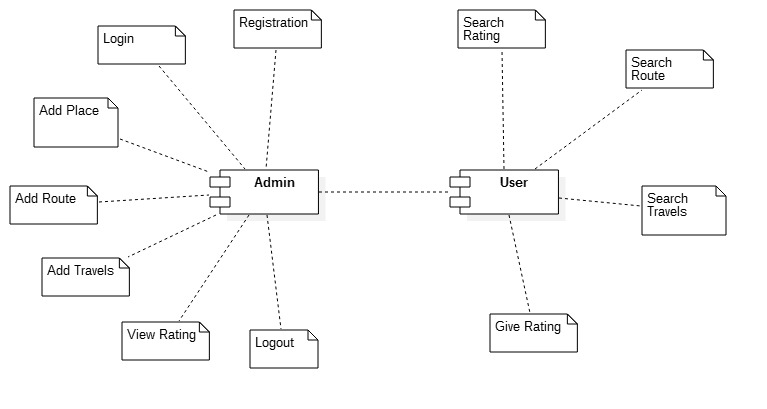 Registration
Search
Rating
Login
Search
Route
Add Place
Admin
User
Add Route
Search
Travels
Add Travels
View Rating
Logout
Give Rating